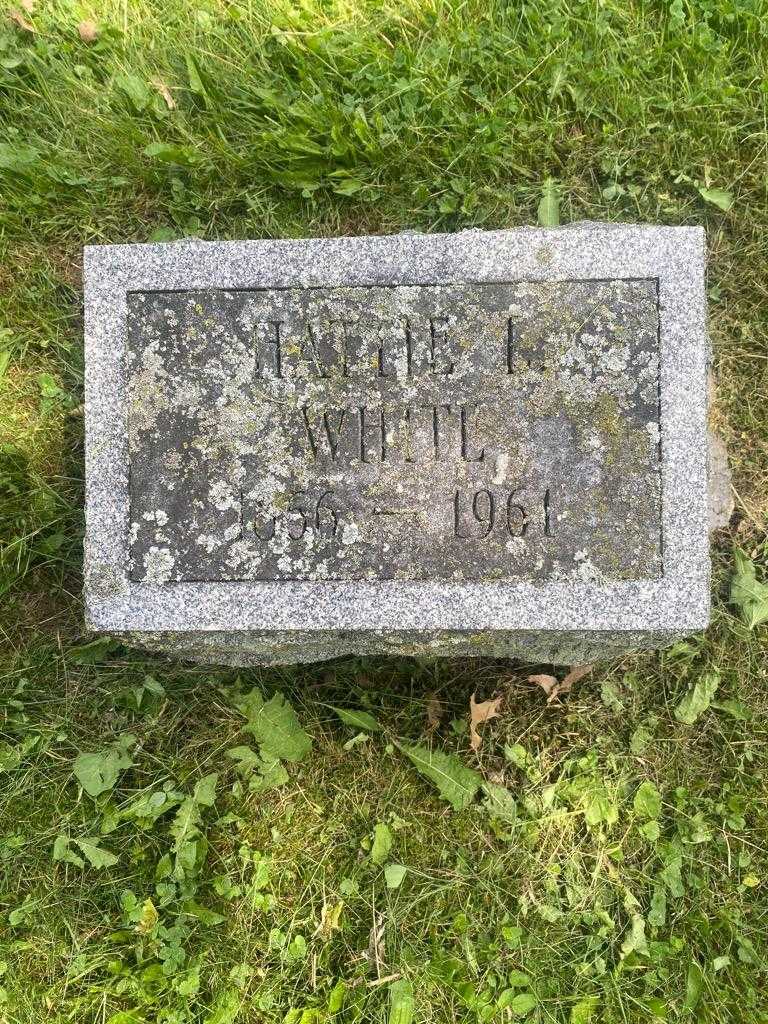 HATTIE L.
WHITE
1866 — 1961